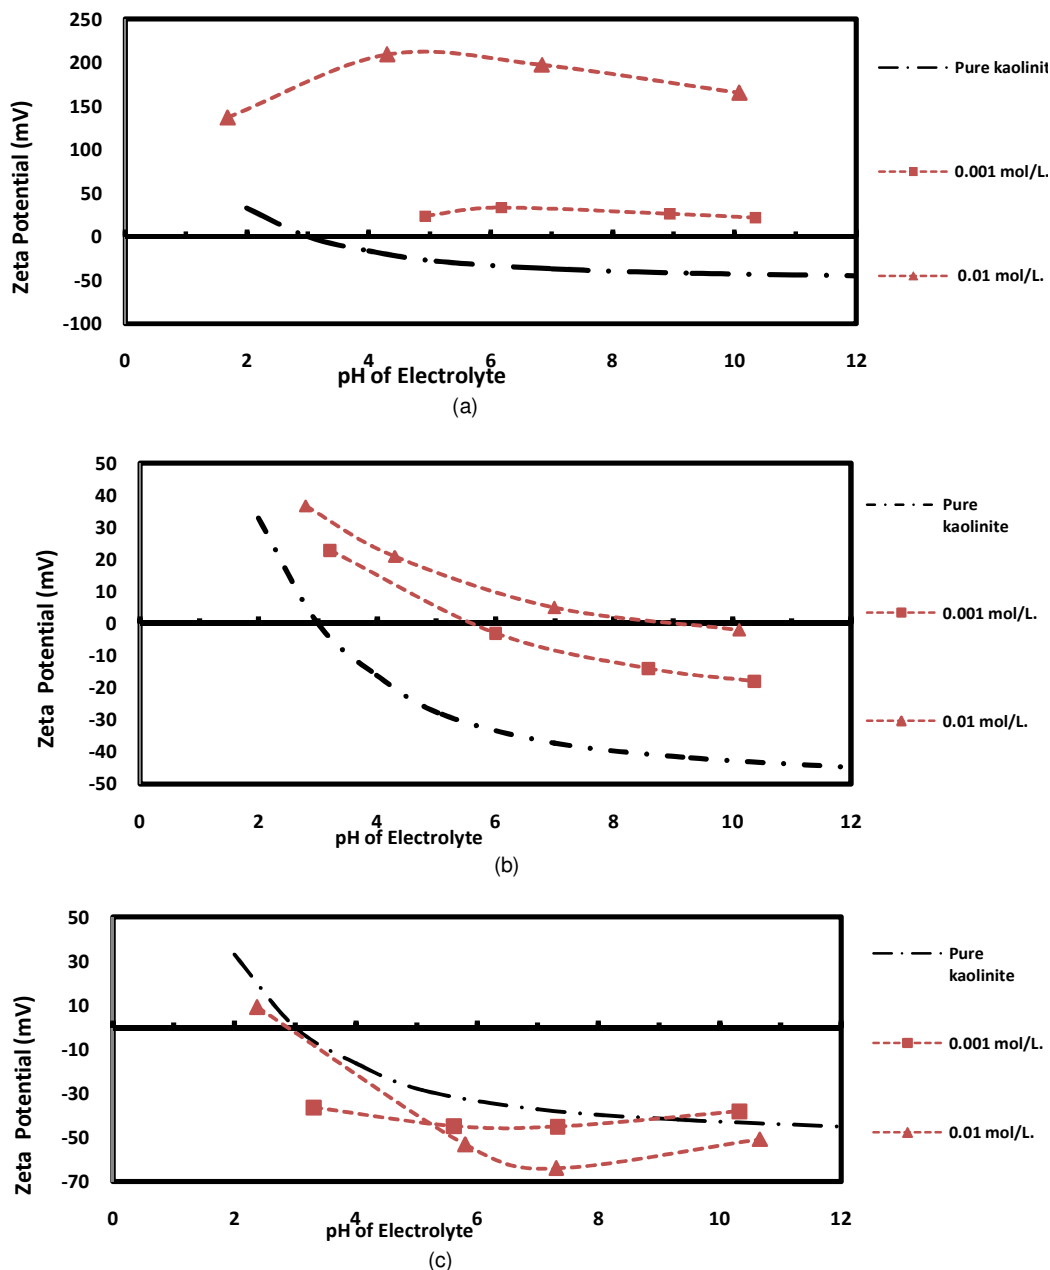 250
200
150
100
50
0
-50
-100
Zeta Potential (mV)
0 2 4 6 8 10 12
pH of Electrolyte
Pure kaolinite
0.001 mol/L.
0.01 mol/L.
(a)
50
40
30
20
10
0
-10
-20
-30
-40
-50
Zeta Potential (mV)
0 2 4 6 8 10 12
pH of Electrolyte
Pure
kaolinite
0.001 mol/L.
0.01 mol/L.
(b)
50
30
10
-10
-30
-50
-70
Zeta Potential (mV)
0 2 4 6 8 10 12
pH of Electrolyte
Pure
kaolinite
0.001 mol/L.
0.01 mol/L.
(c)